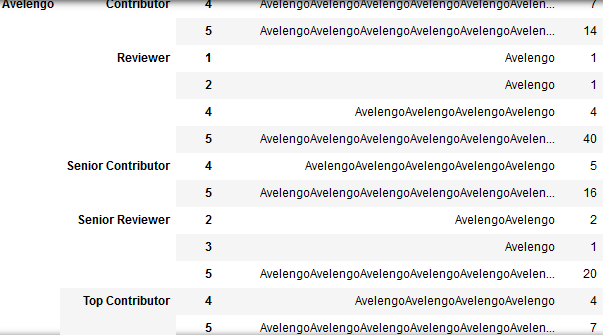 Avelengo Contributor 4 AvelengoAvelengoAvelengoAvelengoAvelengoAvelen... 7
5 AvelengoAvelengoAvelengoAvelengoAvelengoAvelen... 14
Reviewer 1 Avelengo 1
2 Avelengo 1
4 AvelengoAvelengoAvelengoAvelengo 4
5 AvelengoAvelengoAvelengoAvelengoAvelengoAvelen... 40
Senior Contributor 4 AvelengoAvelengoAvelengoAvelengoAvelengo 5
5 AvelengoAvelengoAvelengoAvelengoAvelengoAvelen... 16
Senior Reviewer 2 AvelengoAvelengo 2
3 Avelengo 1
5 AvelengoAvelengoAvelengoAvelengoAvelengoAvelen... 20
Top Contributor 4 AvelengoAvelengoAvelengoAvelengo 4
5 AvelengoAvelengoAvelengoAvelengoAvelengoAvelen... 7